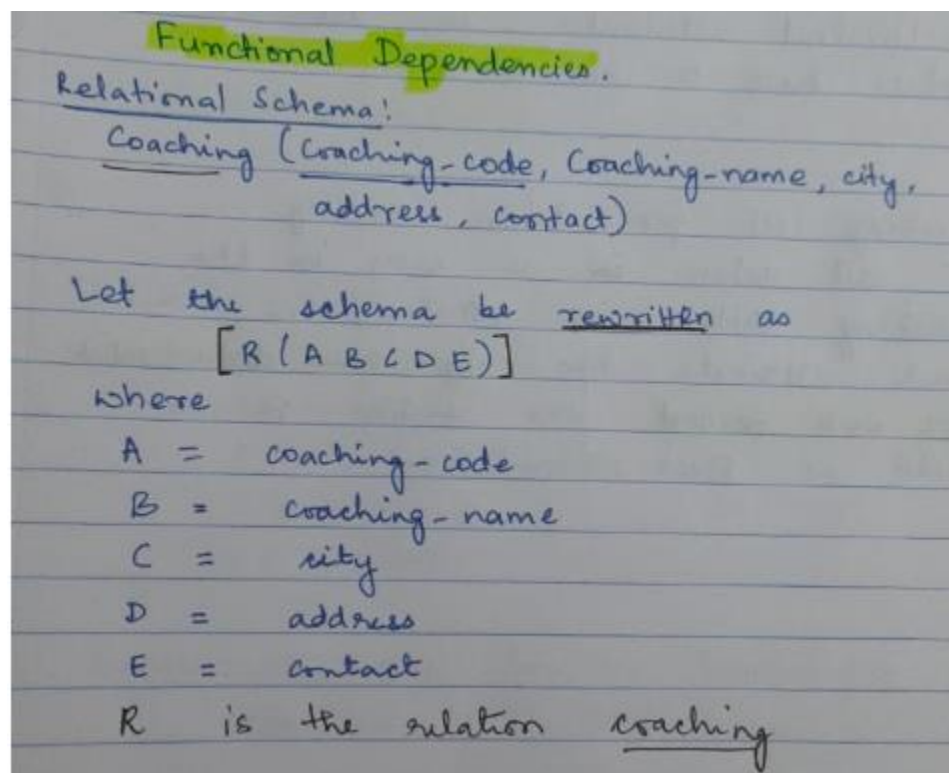 Functional Dependencies.
Relational Schema:
Coaching (Coaching-code, Coaching-name, city,
address, contact)
Let the schema be rewritten as
[R (A B C D E)]
where
A = coaching-code
B = coaching-name
C = city
D = address
E = contact
R is the relation coaching